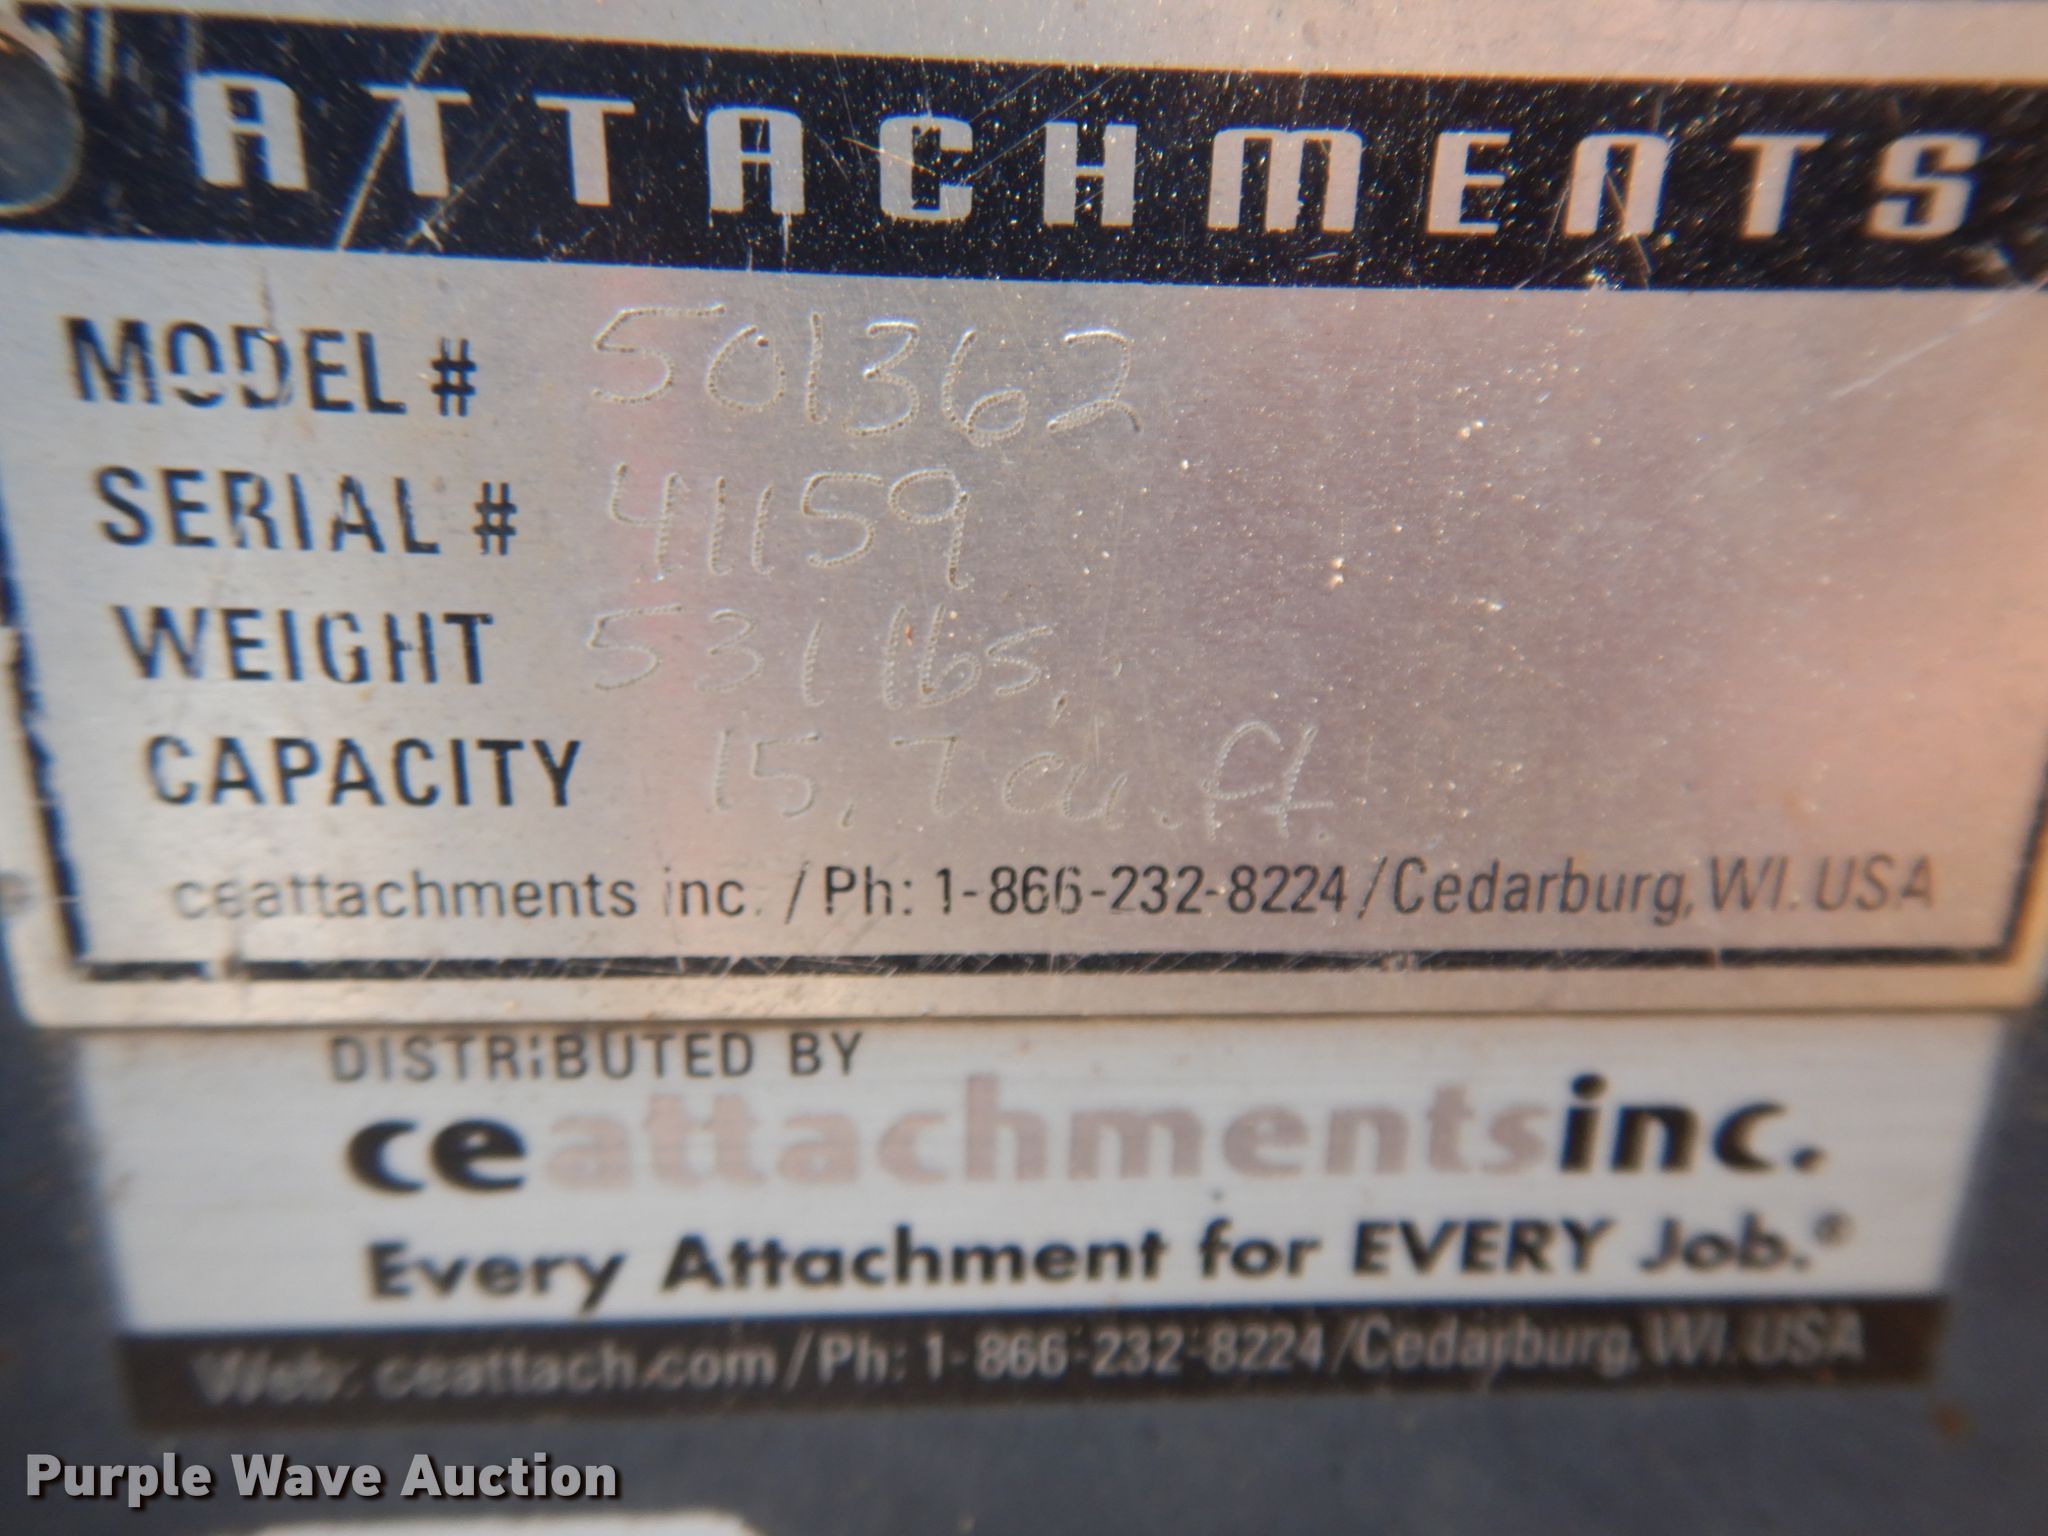 ATTACHMENTS
MODEL # 501362
SERIAL # 41159
WEIGHT 531 lbs.
CAPACITY 15.7 cu.ft.
ceattachments inc. / Ph: 1-866-232-8224 / Cedarburg, WI. USA
DISTRIBUTED BY
ceattachmentsinc.
Every Attachment for EVERY Job.®
Web: ceattach.com / Ph: 1-866-232-8224 / Cedarburg, WI. USA
Purple Wave Auction